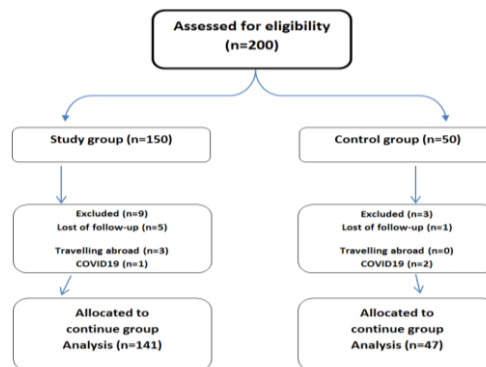 Assessed for eligibility
(n=200)
Study group (n=150)
Control group (n=50)
Excluded (n=9)
Lost of follow-up (n=5)
Travelling abroad (n=3)
COVID19 (n=1)
Excluded (n=3)
Lost of follow-up (n=1)
Travelling abroad (n=0)
COVID19 (n=2)
Allocated to
continue group
Analysis (n=141)
Allocated to
continue group
Analysis (n=47)